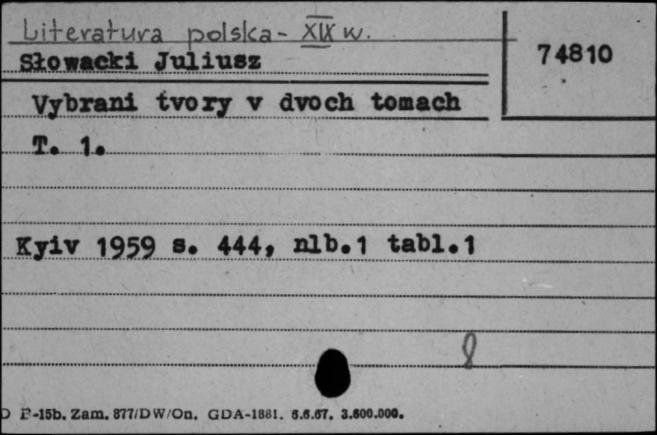 Literatura polska - XIX w.
Słowacki Juliusz
74810
Vybrani tvory v dvoch tomach
T. 1.
Kyiv 1959 s. 444, nlb.1 tabl.1
8
D P-15b. Zam. 877/DW/On. GDA-1881. 6.6.67. 3.600.000.